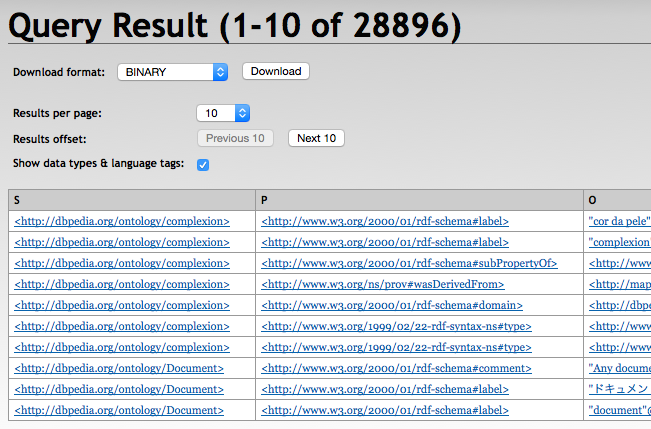 Query Result (1-10 of 28896)
Download format: BINARY Download
Results per page: 10
Results offset: Previous 10 Next 10
Show data types & language tags:
S P O
<http://dbpedia.org/ontology/complexion> <http://www.w3.org/2000/01/rdf-schema#label> "cor da pele"
<http://dbpedia.org/ontology/complexion> <http://www.w3.org/2000/01/rdf-schema#label> "complexion
<http://dbpedia.org/ontology/complexion> <http://www.w3.org/2000/01/rdf-schema#subPropertyOf> <http://www
<http://dbpedia.org/ontology/complexion> <http://www.w3.org/ns/prov#wasDerivedFrom> <http://map
<http://dbpedia.org/ontology/complexion> <http://www.w3.org/2000/01/rdf-schema#domain> <http://dbpe
<http://dbpedia.org/ontology/complexion> <http://www.w3.org/1999/02/22-rdf-syntax-ns#type> <http://www
<http://dbpedia.org/ontology/complexion> <http://www.w3.org/1999/02/22-rdf-syntax-ns#type> <http://www
<http://dbpedia.org/ontology/Document> <http://www.w3.org/2000/01/rdf-schema#comment> "Any docume
<http://dbpedia.org/ontology/Document> <http://www.w3.org/2000/01/rdf-schema#label> "ドキュメン
<http://dbpedia.org/ontology/Document> <http://www.w3.org/2000/01/rdf-schema#label> "document"@